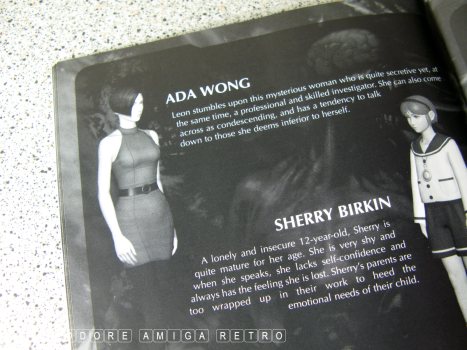 ADA WONG
Leon stumbles upon this mysterious woman who is quite secretive yet, at
the same time, a professional and skilled investigator. She can also come
across as condescending, and has a tendency to talk
down to those she deems inferior to herself.
SHERRY BIRKIN
A lonely and insecure 12-year-old, Sherry is
quite mature for her age. She is very shy and
when she speaks, she lacks self-confidence and
always has the feeling she is lost. Sherry's parents are
too wrapped up in their work to heed the
emotional needs of their child.
DORE AMIGA RETRO